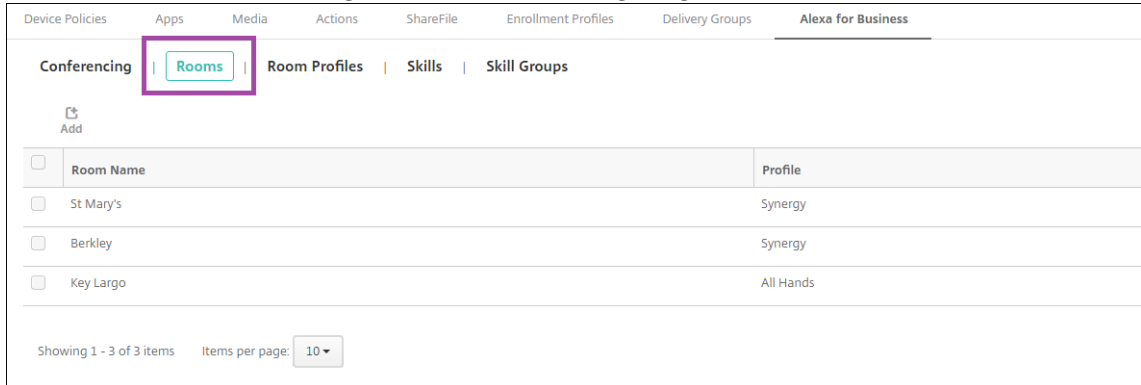 Device Policies Apps Media Actions ShareFile Enrollment Profiles Delivery Groups Alexa for Business
Conferencing | Rooms | Room Profiles | Skills | Skill Groups
Add
Room Name Profile
St Mary's Synergy
Berkley Synergy
Key Largo All Hands
Showing 1 - 3 of 3 items Items per page: 10